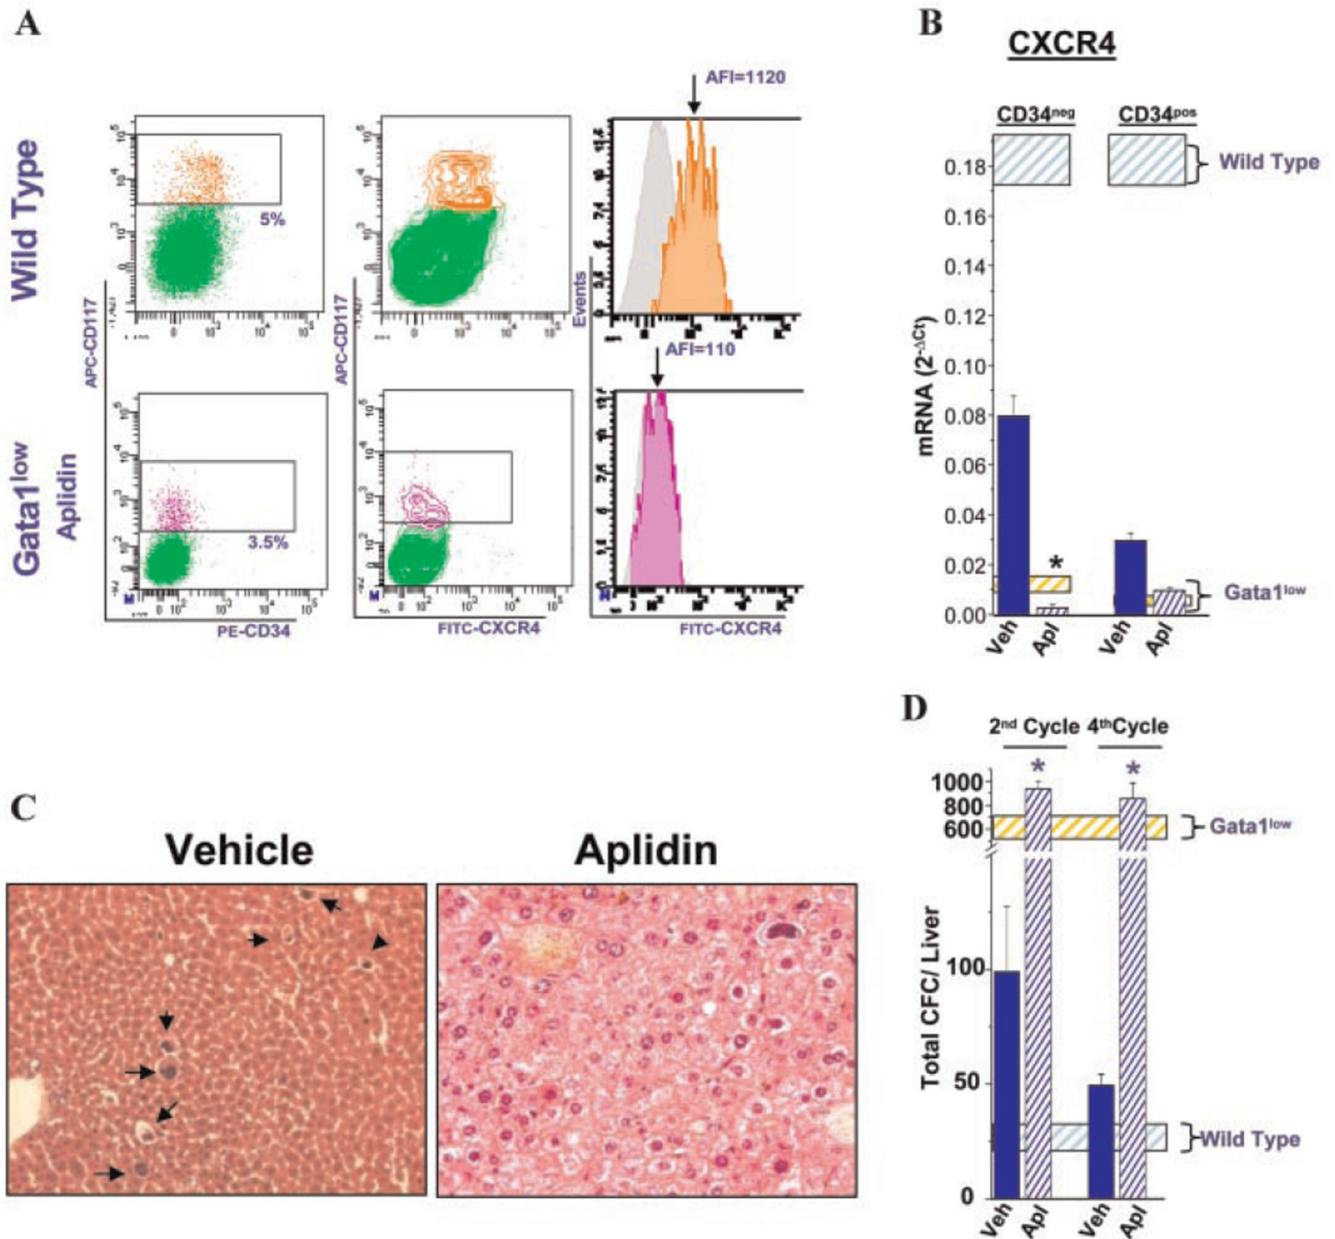 A
Wild Type
Gata1low
Aplidin
APC-CD117
5%
3.5%
PE-CD34
APC-CD117
FITC-CXCR4
Events
AFI=1120
AFI=110
FITC-CXCR4
B
CXCR4
CD34neg CD34pos
Wild Type
mRNA (2-ΔCt)
0.18
0.16
0.14
0.12
0.10
0.08
0.06
0.04
0.02
0.00
*
Gata1low
Veh Apl Veh Apl
C
Vehicle Aplidin
D
2nd Cycle 4thCycle
* *
1000
800
600
Gata1low
Total CFC/ Liver
100
50
0
Wild Type
Veh Apl Veh Apl